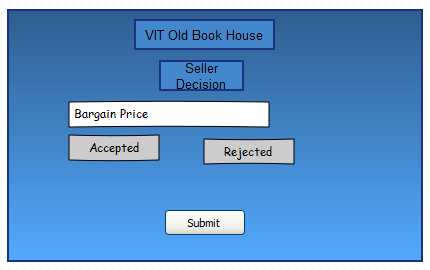 VIT Old Book House
Seller
Decision
Bargain Price
Accepted
Rejected
Submit